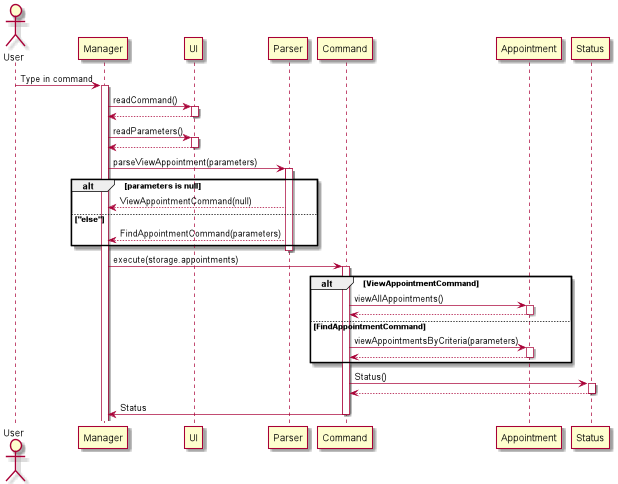 User
Manager
UI
Parser
Command
Appointment
Status
Type in command
readCommand()
readParameters()
parseViewAppointment(parameters)
alt
[parameters is null]
ViewAppointmentCommand(null)
["else"]
FindAppointmentCommand(parameters)
execute(storage.appointments)
alt
[ViewAppointmentCommand]
viewAllAppointments()
[FindAppointmentCommand]
viewAppointmentsByCriteria(parameters)
Status()
Status
User
Manager
UI
Parser
Command
Appointment
Status